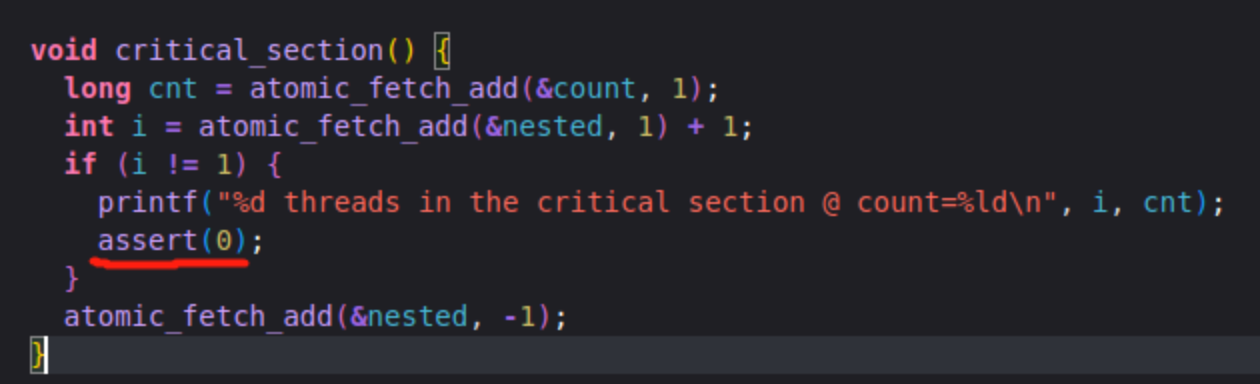 void critical_section() {
  long cnt = atomic_fetch_add(&count, 1);
  int i = atomic_fetch_add(&nested, 1) + 1;
  if (i != 1) {
    printf("%d threads in the critical section @ count=%ld\n", i, cnt);
    assert(0);
  }
  atomic_fetch_add(&nested, -1);
}